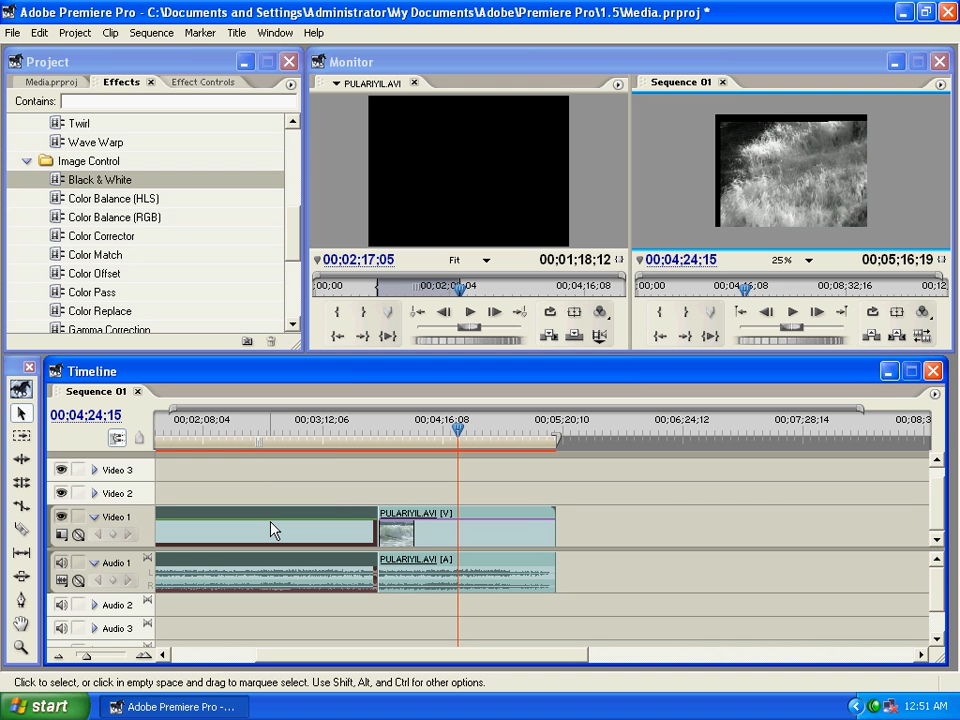 Adobe Premiere Pro - C:\Documents and Settings\Administrator\My Documents\Adobe\Premiere Pro\1.5\Media.prproj *
File Edit Project Clip Sequence Marker Title Window Help
Project
Monitor
Media.prproj Effects Effect Controls
PULARIYIL.AVI
Sequence 01
Contains:
Twirl
Wave Warp
Image Control
Black & White
Color Balance (HLS)
Color Balance (RGB)
Color Corrector
Color Match
Color Offset
Color Pass
Color Replace
Gamma Correction
00;02;17;05 Fit 00;01;18;12
00;04;24;15 25% 00;05;16;19
;00;00 00;04;16;08
;00;00 00;08;32;16 00;12
Timeline
Sequence 01
00;04;24;15
00;02;08;04 00;03;12;06 00;04;16;08 00;05;20;10 00;06;24;12 00;07;28;14 00;08;3
Video 3
Video 2
Video 1
PULARIYIL.AVI [V]
Audio 1
PULARIYIL.AVI [A]
L
R
Audio 2
Audio 3
Click to select, or click in empty space and drag to marquee select. Use Shift, Alt, and Ctrl for other options.
start
Adobe Premiere Pro -...
12:51 AM